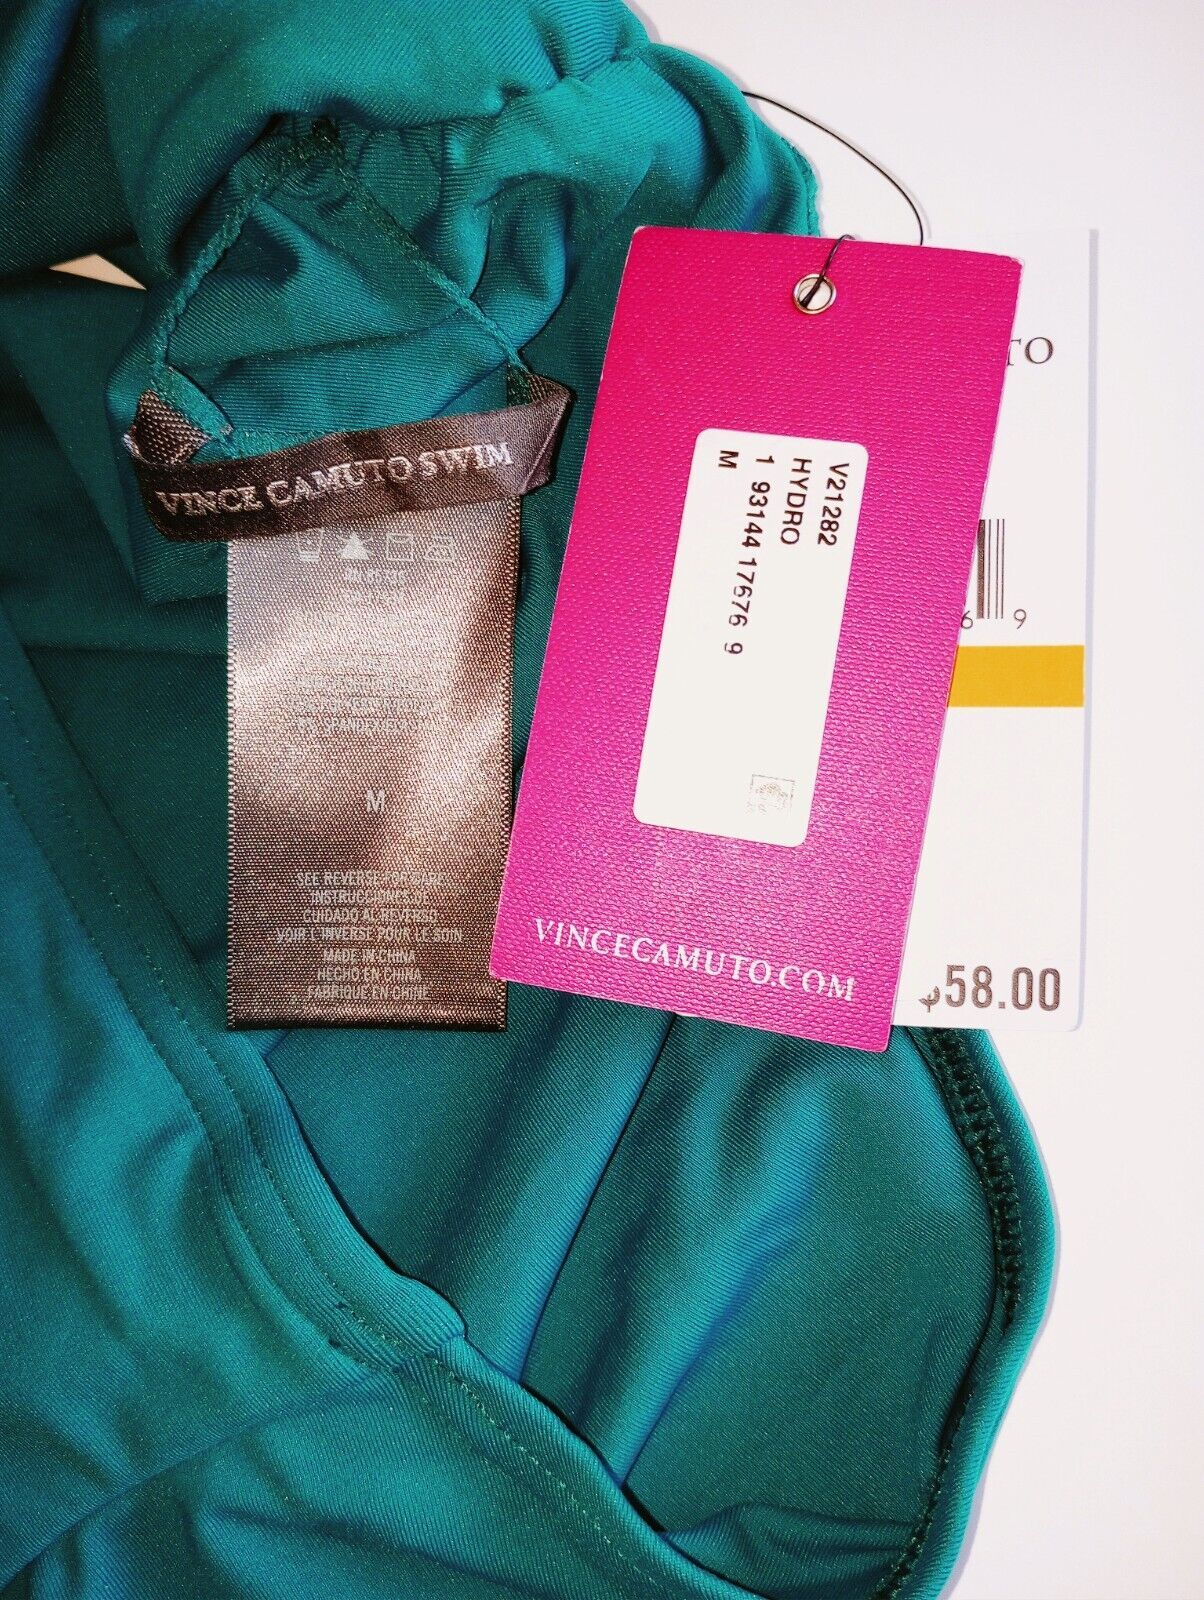 VINCE CAMUTO SWIM
M
SEE REVERSE FOR CARE
INSTRUCCIONES DE
CUIDADO AL REVERSO
VOIR L'INVERSE POUR LE SOIN
MADE IN CHINA
HECHO EN CHINA
FABRIQUE EN CHINE
V21282
HYDRO
1 93144 17676 9
M
VINCECAMUTO.COM
TO
6 9
58.00